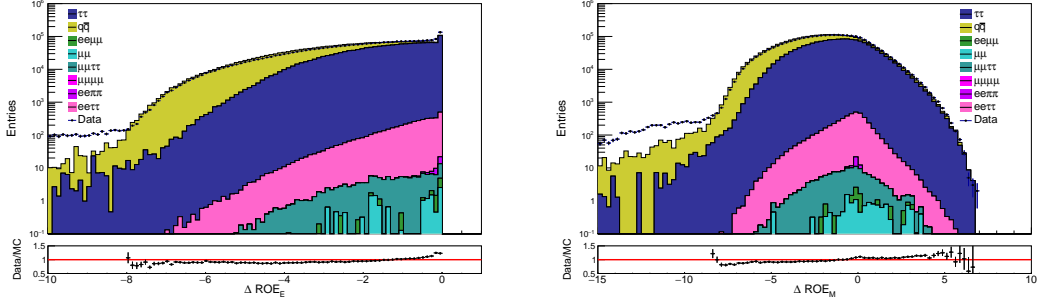 10⁶
10⁵
10⁴
10³
10²
10
1
10⁻¹
Entries
ττ
qq̄
eeμμ
μμ
μμττ
μμμμ
eeππ
eeττ
Data
1.5
1
0.5
Data/MC
−10 −8 −6 −4 −2 0
Δ ROE_E
10⁶
10⁵
10⁴
10³
10²
10
1
10⁻¹
Entries
ττ
qq̄
eeμμ
μμ
μμττ
μμμμ
eeππ
eeττ
Data
1.5
1
0.5
Data/MC
−15 −10 −5 0 5 10
Δ ROE_M